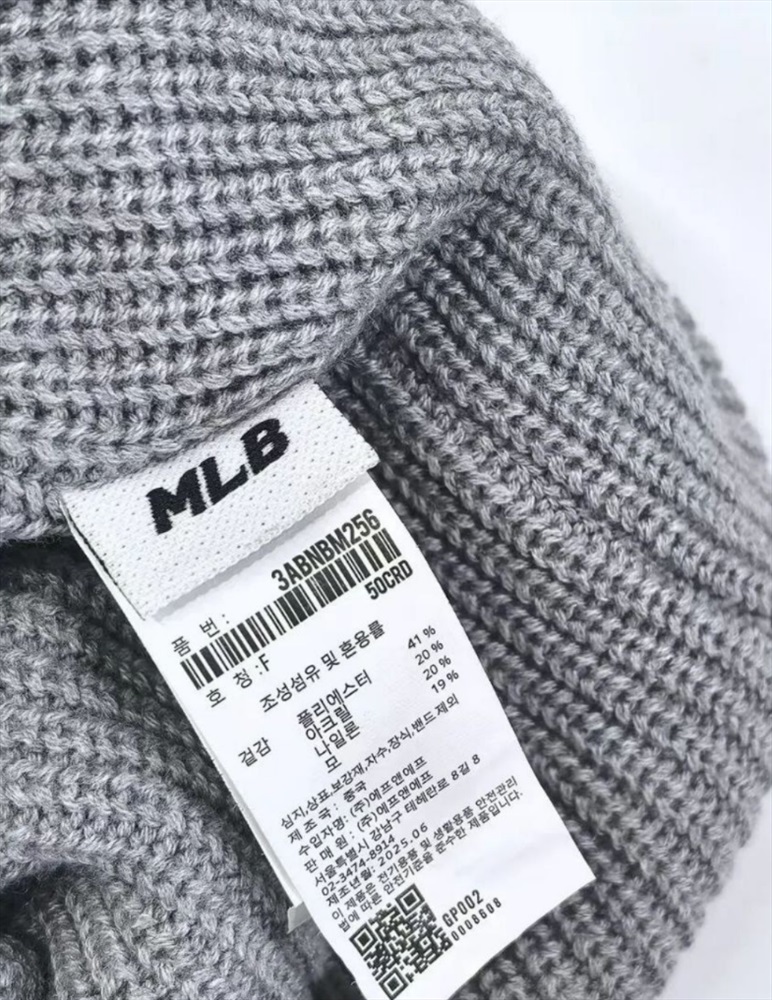 MLB
품 번 : 3ABNBM256
50CRD
호 칭 : F
조성섬유 및 혼용률
겉감 폴리에스터 41 %
아크릴 20 %
나일론 20 %
모 19 %
심지,상표,보강재,자수,장식,밴드 제외
제 조 국 : 중국
수입자명 : (주)에프앤에프
판 매 원 : (주)에프앤에프
서울특별시 강남구 테헤란로 8길 8
02-3474-8914
제조년월 : 2025.06
이 제품은 전기용품 및 생활용품 안전관리
법에 따른 안전기준을 준수한 제품입니다.
GP002
0008608